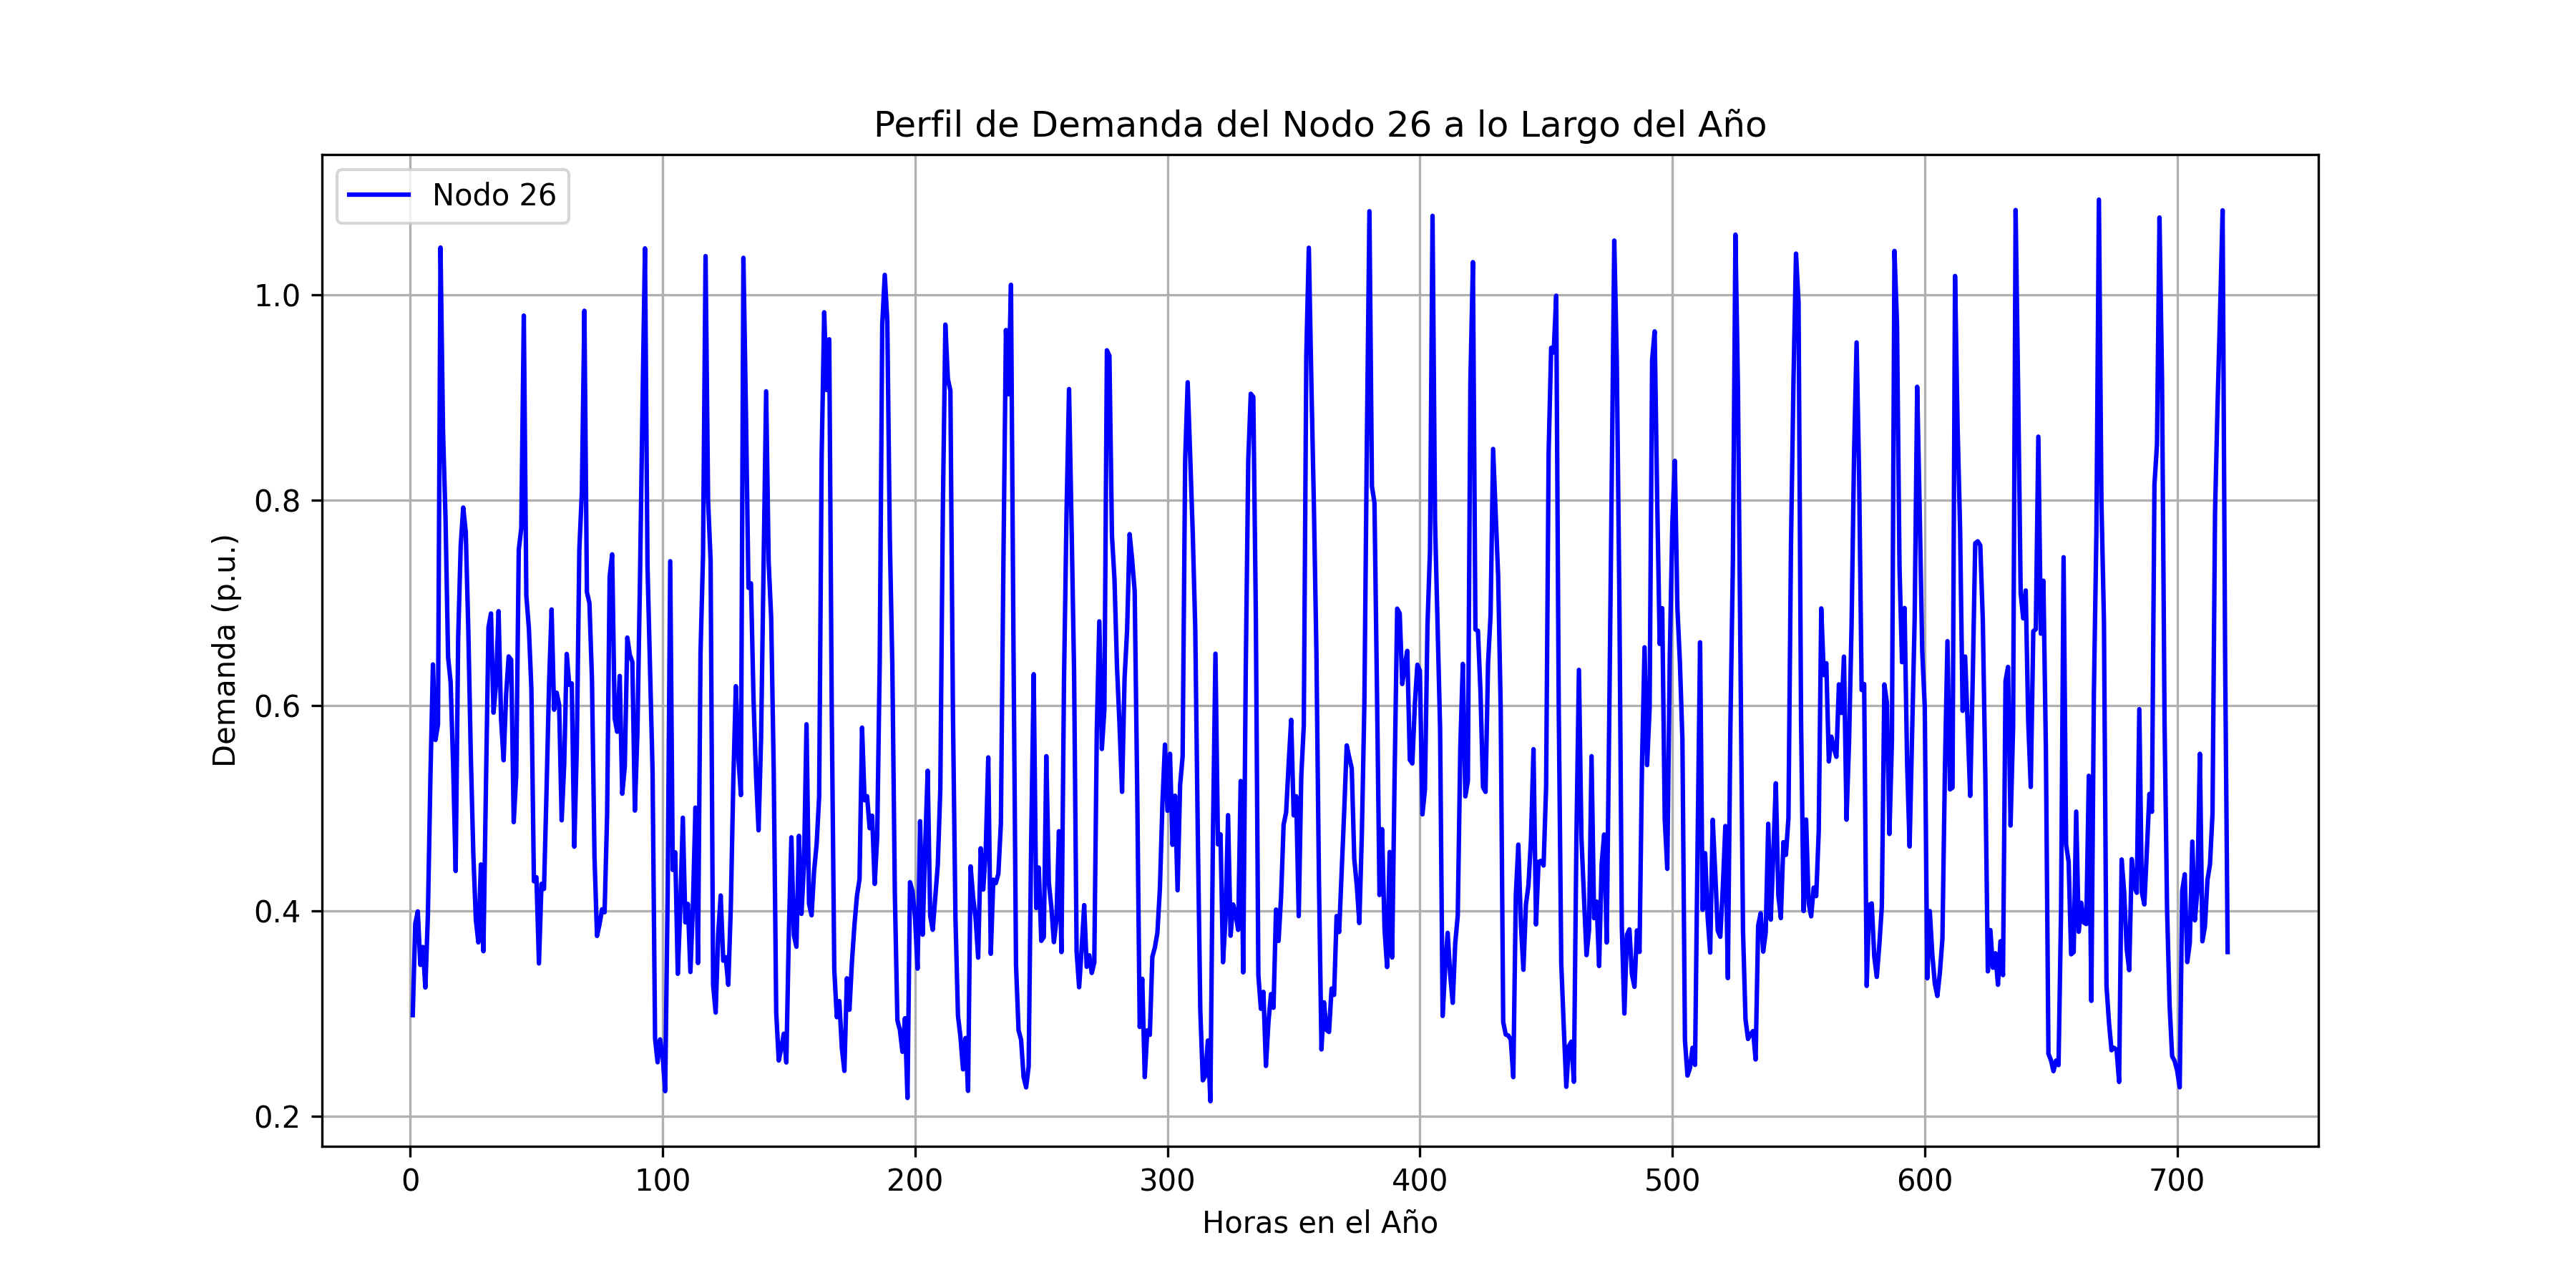 Perfil de Demanda del Nodo 26 a lo Largo del Año
Nodo 26
Demanda (p.u.)
1.0
0.8
0.6
0.4
0.2
0 100 200 300 400 500 600 700
Horas en el Año